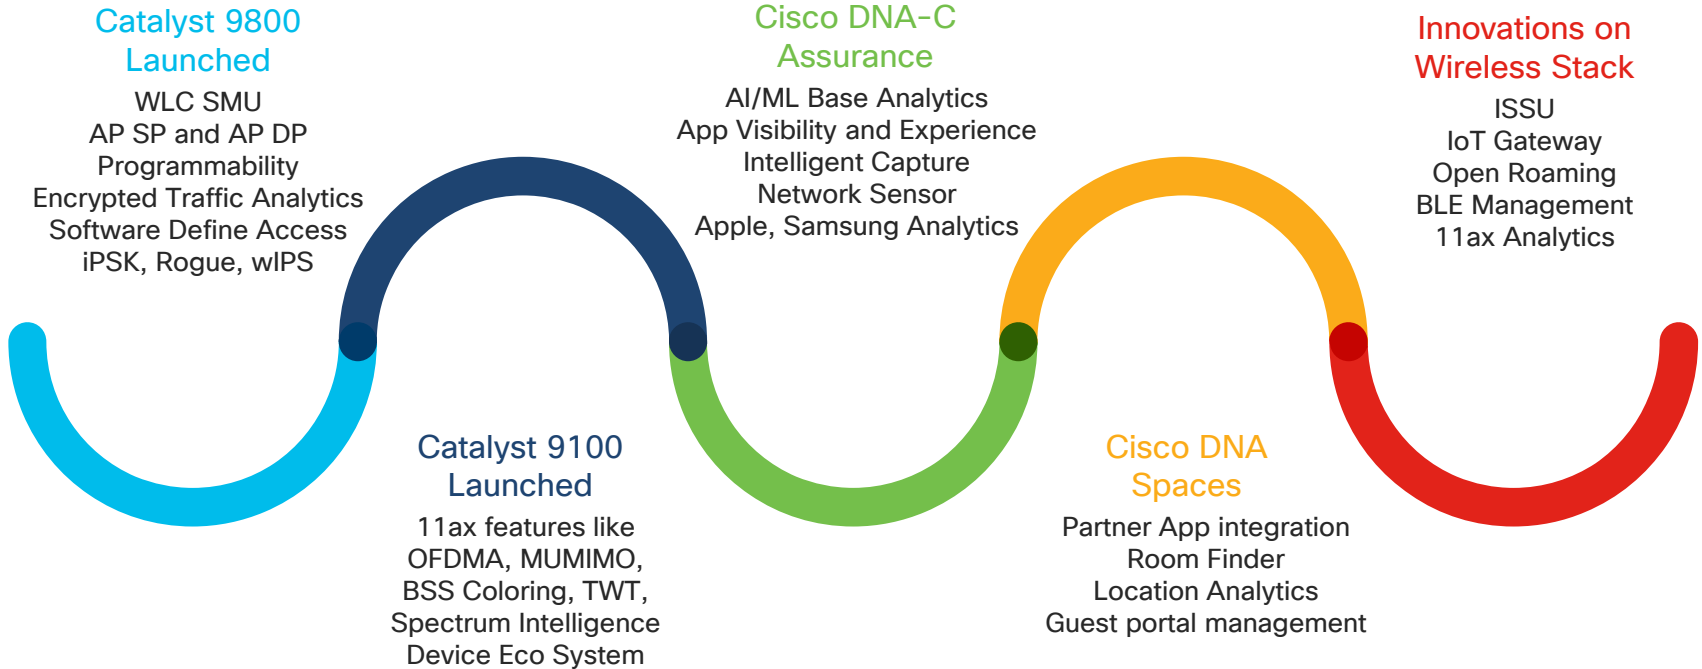 Catalyst 9800
Launched
WLC SMU
AP SP and AP DP
Programmability
Encrypted Traffic Analytics
Software Define Access
iPSK, Rogue, wIPS
Catalyst 9100
Launched
11ax features like
OFDMA, MUMIMO,
BSS Coloring, TWT,
Spectrum Intelligence
Device Eco System
Cisco DNA-C
Assurance
AI/ML Base Analytics
App Visibility and Experience
Intelligent Capture
Network Sensor
Apple, Samsung Analytics
Cisco DNA
Spaces
Partner App integration
Room Finder
Location Analytics
Guest portal management
Innovations on
Wireless Stack
ISSU
IoT Gateway
Open Roaming
BLE Management
11ax Analytics